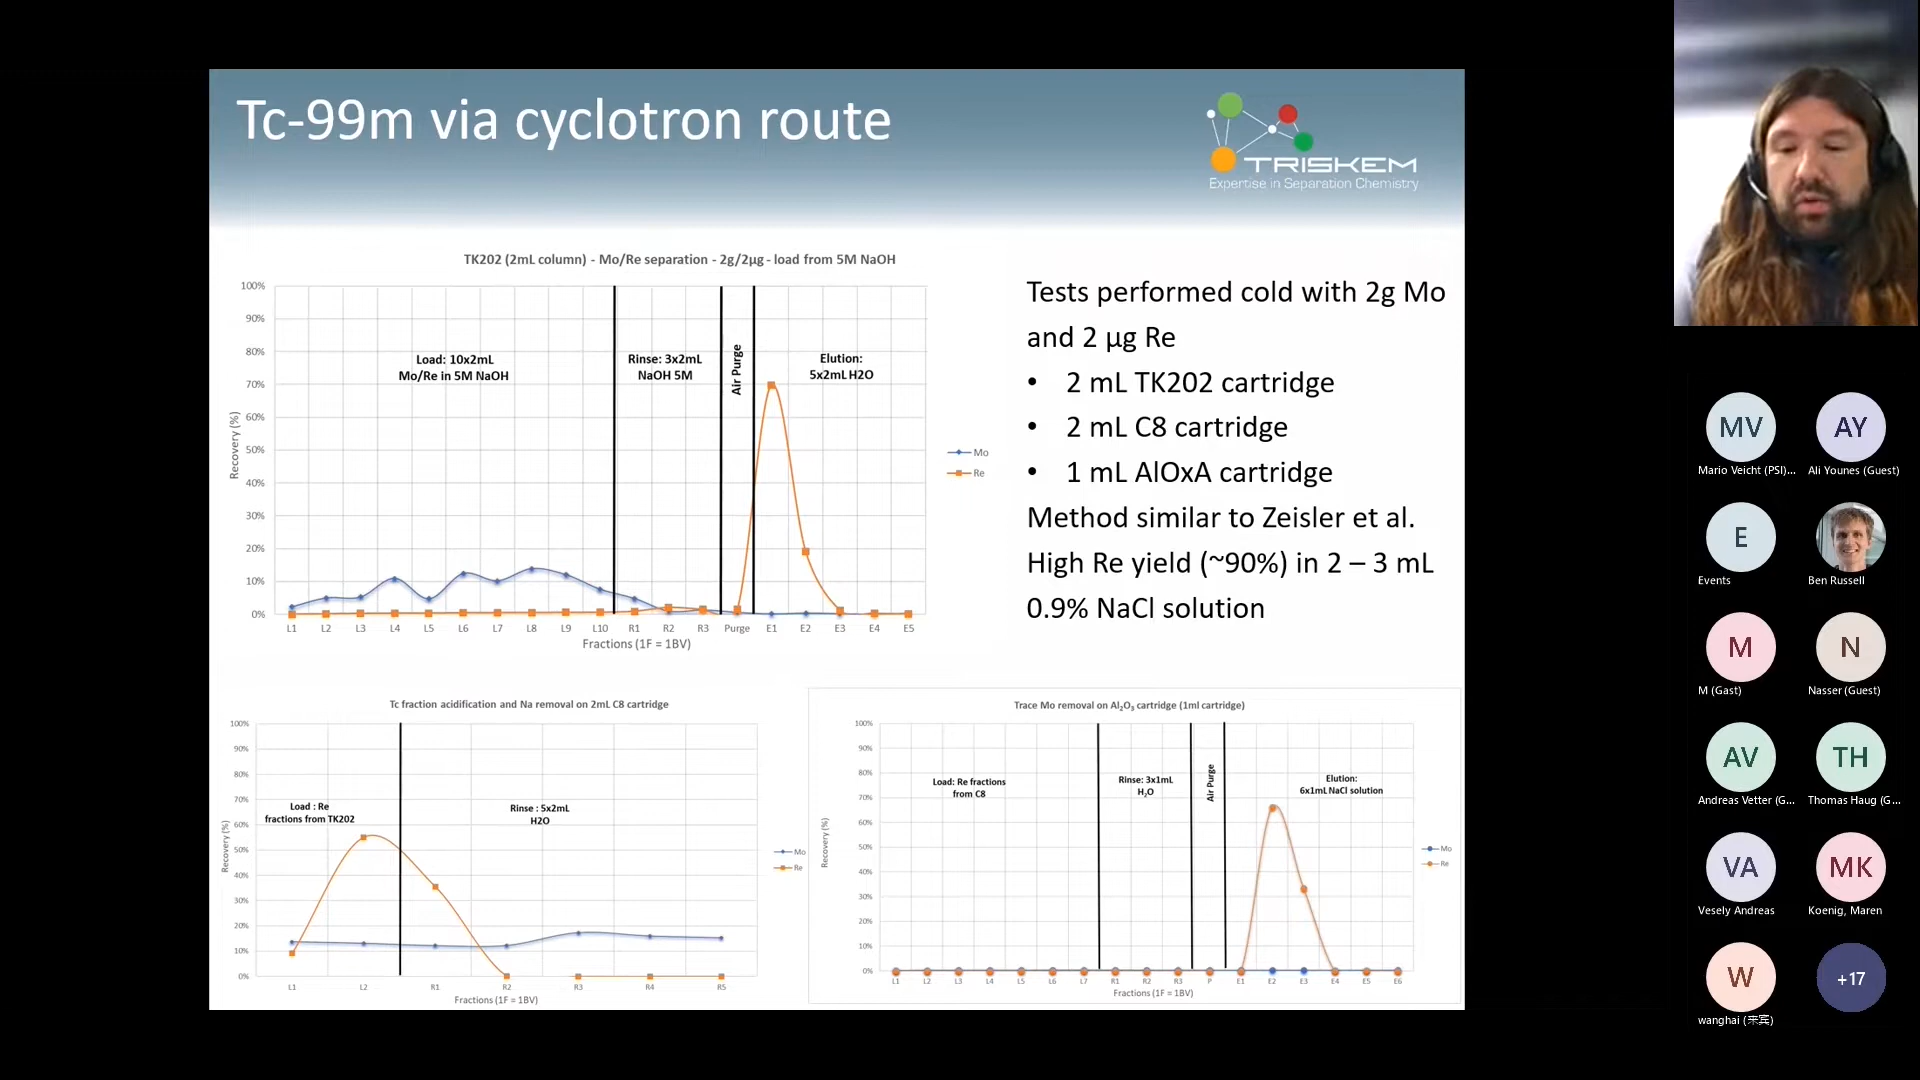 Tc-99m via cyclotron route
TRISKEM
Expertise in Separation Chemistry
TK202 (2mL column) - Mo/Re separation - 2g/2µg - load from 5M NaOH
100%
90%
80%
70%
60%
50%
40%
30%
20%
10%
0%
Recovery (%)
Load: 10x2mL
Mo/Re in 5M NaOH
Rinse: 3x2mL
NaOH 5M
Air Purge
Elution:
5x2mL H2O
Mo
Re
L1 L2 L3 L4 L5 L6 L7 L8 L9 L10 R1 R2 R3 Purge E1 E2 E3 E4 E5
Fractions (1F = 1BV)
Tests performed cold with 2g Mo
and 2 µg Re
• 2 mL TK202 cartridge
• 2 mL C8 cartridge
• 1 mL AlOxA cartridge
Method similar to Zeisler et al.
High Re yield (~90%) in 2 – 3 mL
0.9% NaCl solution
Tc fraction acidification and Na removal on 2mL C8 cartridge
100%
90%
80%
70%
60%
50%
40%
30%
20%
10%
0%
Recovery (%)
Load : Re
fractions from TK202
Rinse : 5x2mL
H2O
Mo
Re
L1 L2 R1 R2 R3 R4 R5
Fractions (1F = 1BV)
Trace Mo removal on Al₂O₃ cartridge (1ml cartridge)
100%
90%
80%
70%
60%
50%
40%
30%
20%
10%
0%
Recovery (%)
Load: Re fractions
from C8
Rinse: 3x1mL
H₂O
Air Purge
Elution:
6x1mL NaCl solution
Mo
Re
L1 L2 L3 L4 L5 L6 L7 R1 R2 R3 P E1 E2 E3 E4 E5 E6
Fractions (1F = 1BV)
MV
AY
Mario Veicht (PSI)...
Ali Younes (Guest)
E
Events
Ben Russell
M
N
M (Gast)
Nasser (Guest)
AV
TH
Andreas Vetter (G...
Thomas Haug (G...
VA
MK
Vesely Andreas
Koenig, Maren
W
+17
wanghai (来宾)